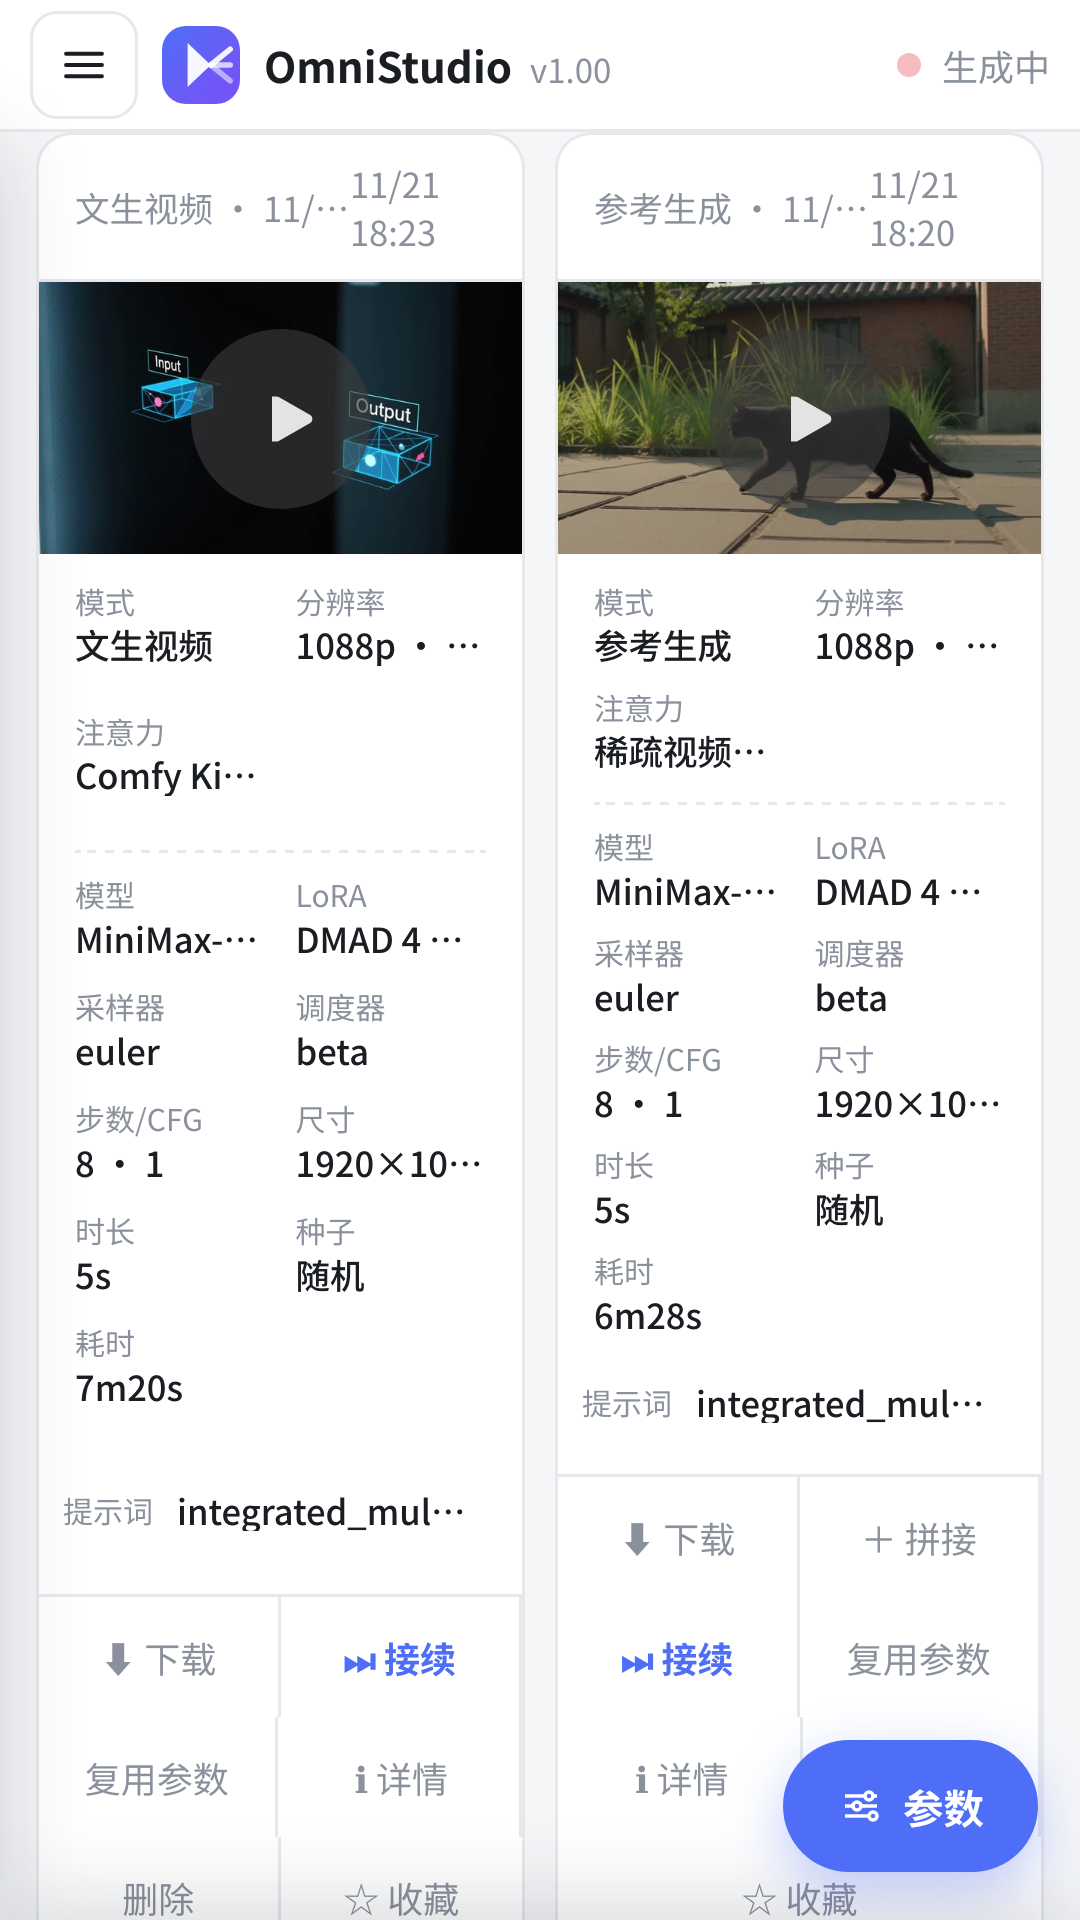 OmniStudio v1.00
生成中
文生视频 · 11/… 11/21 18:23
Input
Output
模式 分辨率
文生视频 1088p · …
注意力
Comfy Ki…
模型 LoRA
MiniMax-… DMAD 4 …
采样器 调度器
euler beta
步数/CFG 尺寸
8 · 1 1920×10…
时长 种子
5s 随机
耗时
7m20s
提示词 integrated_mul…
下载 接续
复用参数 详情
删除 ☆ 收藏
参考生成 · 11/… 11/21 18:20
模式 分辨率
参考生成 1088p · …
注意力
稀疏视频…
模型 LoRA
MiniMax-… DMAD 4 …
采样器 调度器
euler beta
步数/CFG 尺寸
8 · 1 1920×10…
时长 种子
5s 随机
耗时
6m28s
提示词 integrated_mul…
下载 + 拼接
接续 复用参数
详情
☆ 收藏
参数